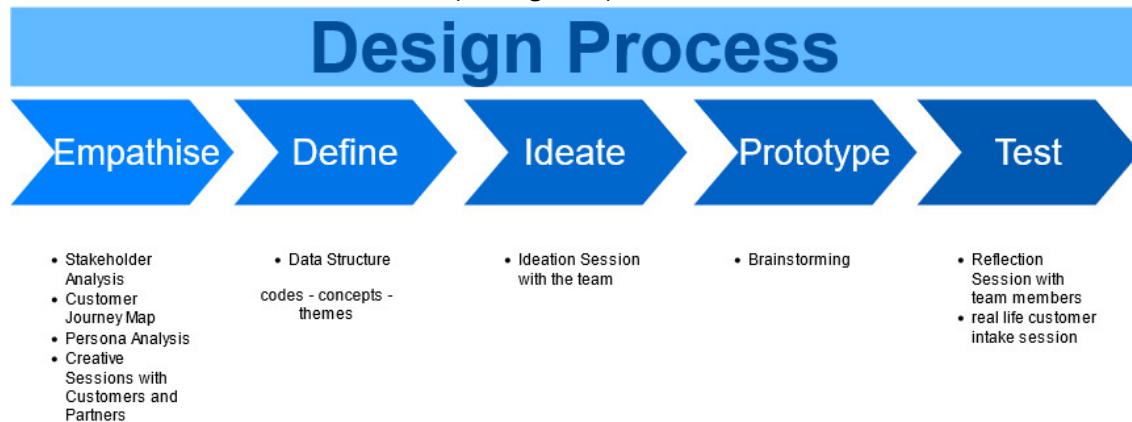 Design Process
Empathise
Define
Ideate
Prototype
Test
• Stakeholder
Analysis
• Customer
Journey Map
• Persona Analysis
• Creative
Sessions with
Customers and
Partners
• Data Structure
codes - concepts -
themes
• Ideation Session
with the team
• Brainstorming
• Reflection
Session with
team members
• real life customer
intake session